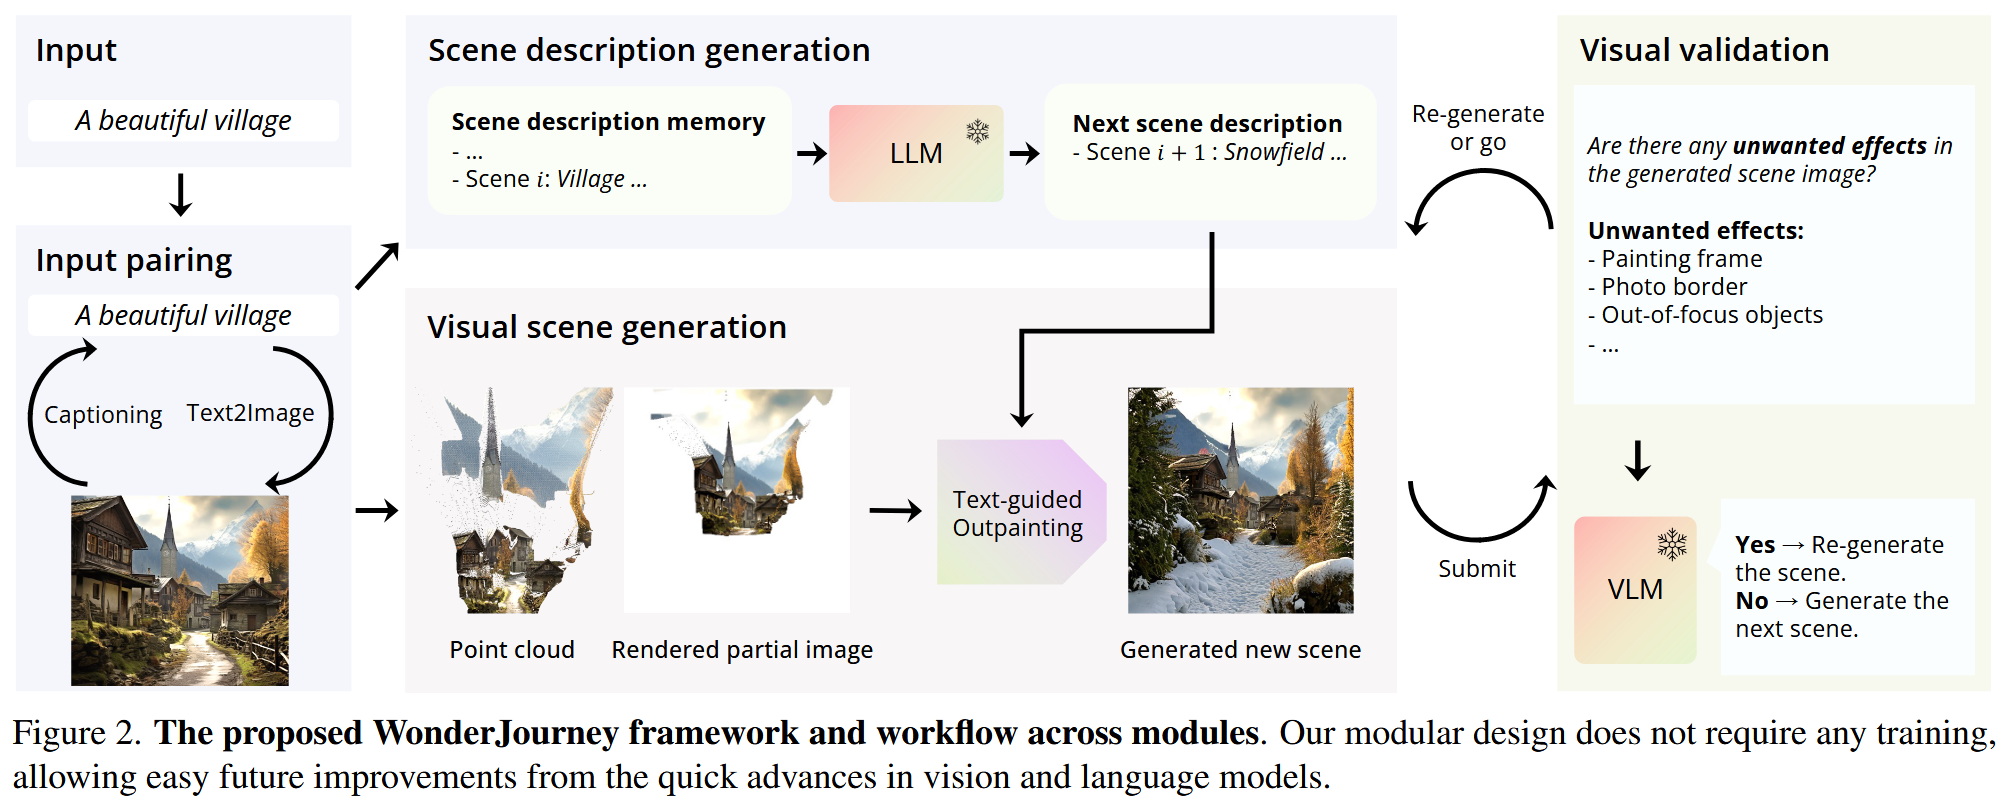 Input
A beautiful village
Input pairing
A beautiful village
Captioning
Text2Image
Scene description generation
Scene description memory
- ...
- Scene i: Village ...
LLM
Next scene description
- Scene i + 1 : Snowfield ...
Visual scene generation
Point cloud
Rendered partial image
Text-guided
Outpainting
Generated new scene
Re-generate
or go
Submit
Visual validation
Are there any unwanted effects in
the generated scene image?
Unwanted effects:
- Painting frame
- Photo border
- Out-of-focus objects
- ...
VLM
Yes → Re-generate
the scene.
No → Generate the
next scene.
Figure 2. The proposed WonderJourney framework and workflow across modules. Our modular design does not require any training,
allowing easy future improvements from the quick advances in vision and language models.